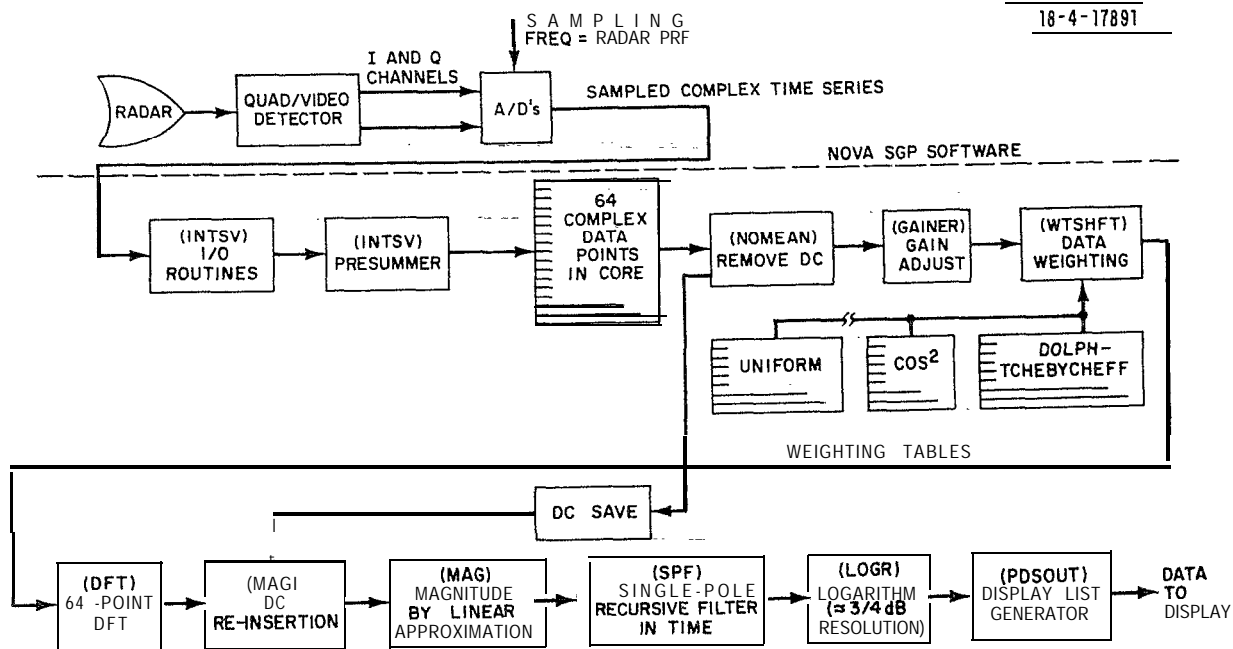 18-4-17891
SAMPLING
FREQ = RADAR PRF
I AND Q
CHANNELS
RADAR
QUAD/VIDEO
DETECTOR
A/D's
SAMPLED COMPLEX TIME SERIES
NOVA SGP SOFTWARE
(INTSV)
I/O
ROUTINES
(INTSV)
PRESUMMER
64
COMPLEX
DATA
POINTS
IN CORE
(NOMEAN)
REMOVE DC
(GAINER)
GAIN
ADJUST
(WTSHFT)
DATA
WEIGHTING
UNIFORM
COS²
DOLPH-
TCHEBYCHEFF
WEIGHTING TABLES
DC SAVE
(DFT)
64 -POINT
DFT
(MAGI
DC
RE-INSERTION
(MAG)
MAGNITUDE
BY LINEAR
APPROXIMATION
(SPF)
SINGLE-POLE
RECURSIVE FILTER
IN TIME
(LOGR)
LOGARITHM
(≈ 3/4 dB
RESOLUTION)
(PDSOUT)
DISPLAY LIST
GENERATOR
DATA
TO
DISPLAY